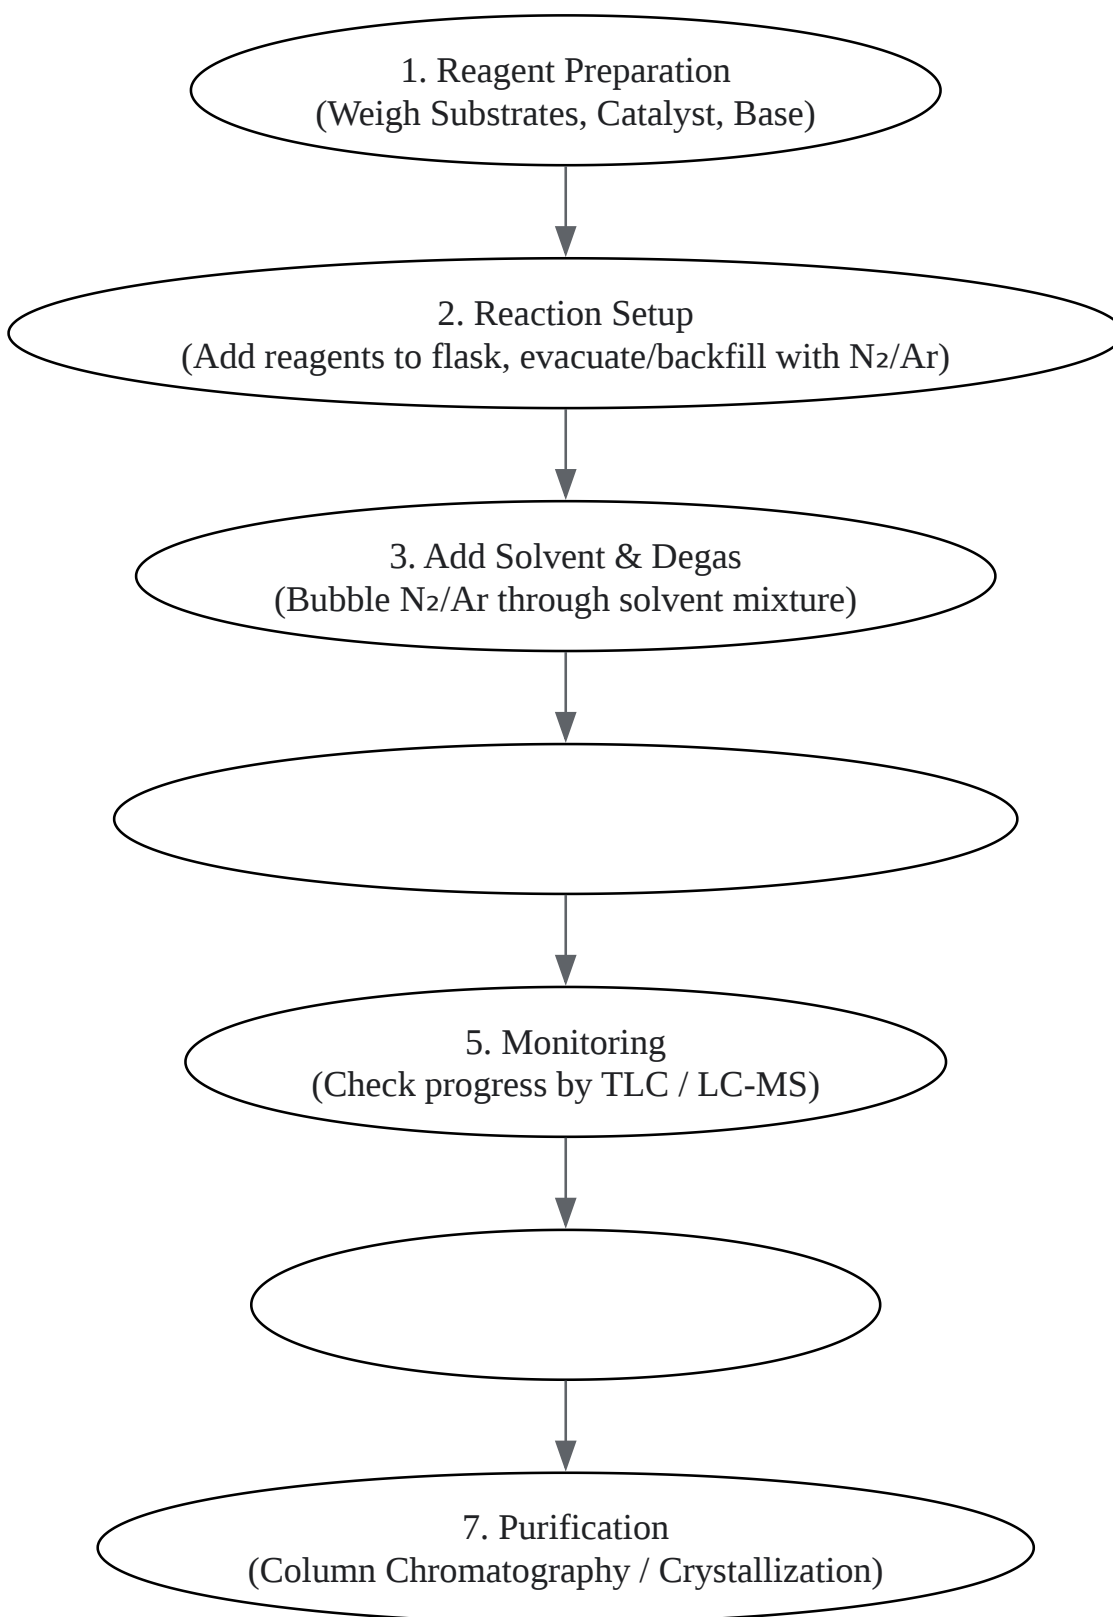 1. Reagent Preparation
(Weigh Substrates, Catalyst, Base)
2. Reaction Setup
(Add reagents to flask, evacuate/backfill with N₂/Ar)
3. Add Solvent & Degas
(Bubble N₂/Ar through solvent mixture)
5. Monitoring
(Check progress by TLC / LC-MS)
7. Purification
(Column Chromatography / Crystallization)